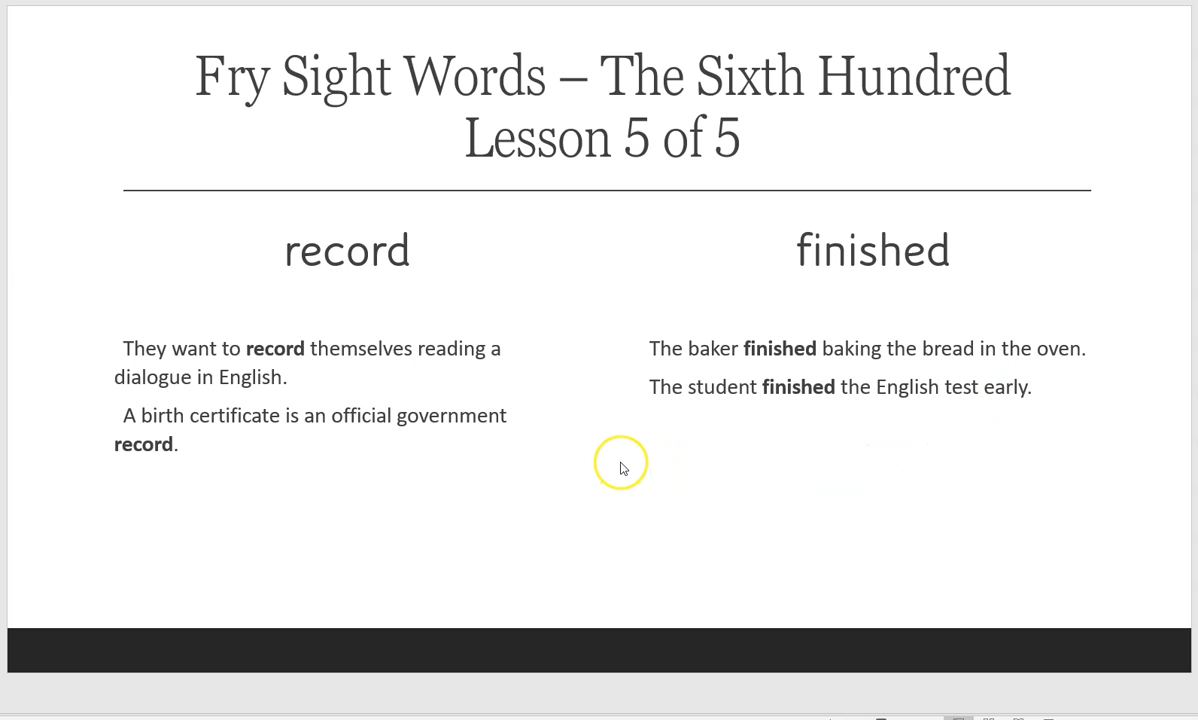 Fry Sight Words – The Sixth Hundred
Lesson 5 of 5
record
They want to record themselves reading a
dialogue in English.
A birth certificate is an official government
record.
finished
The baker finished baking the bread in the oven.
The student finished the English test early.